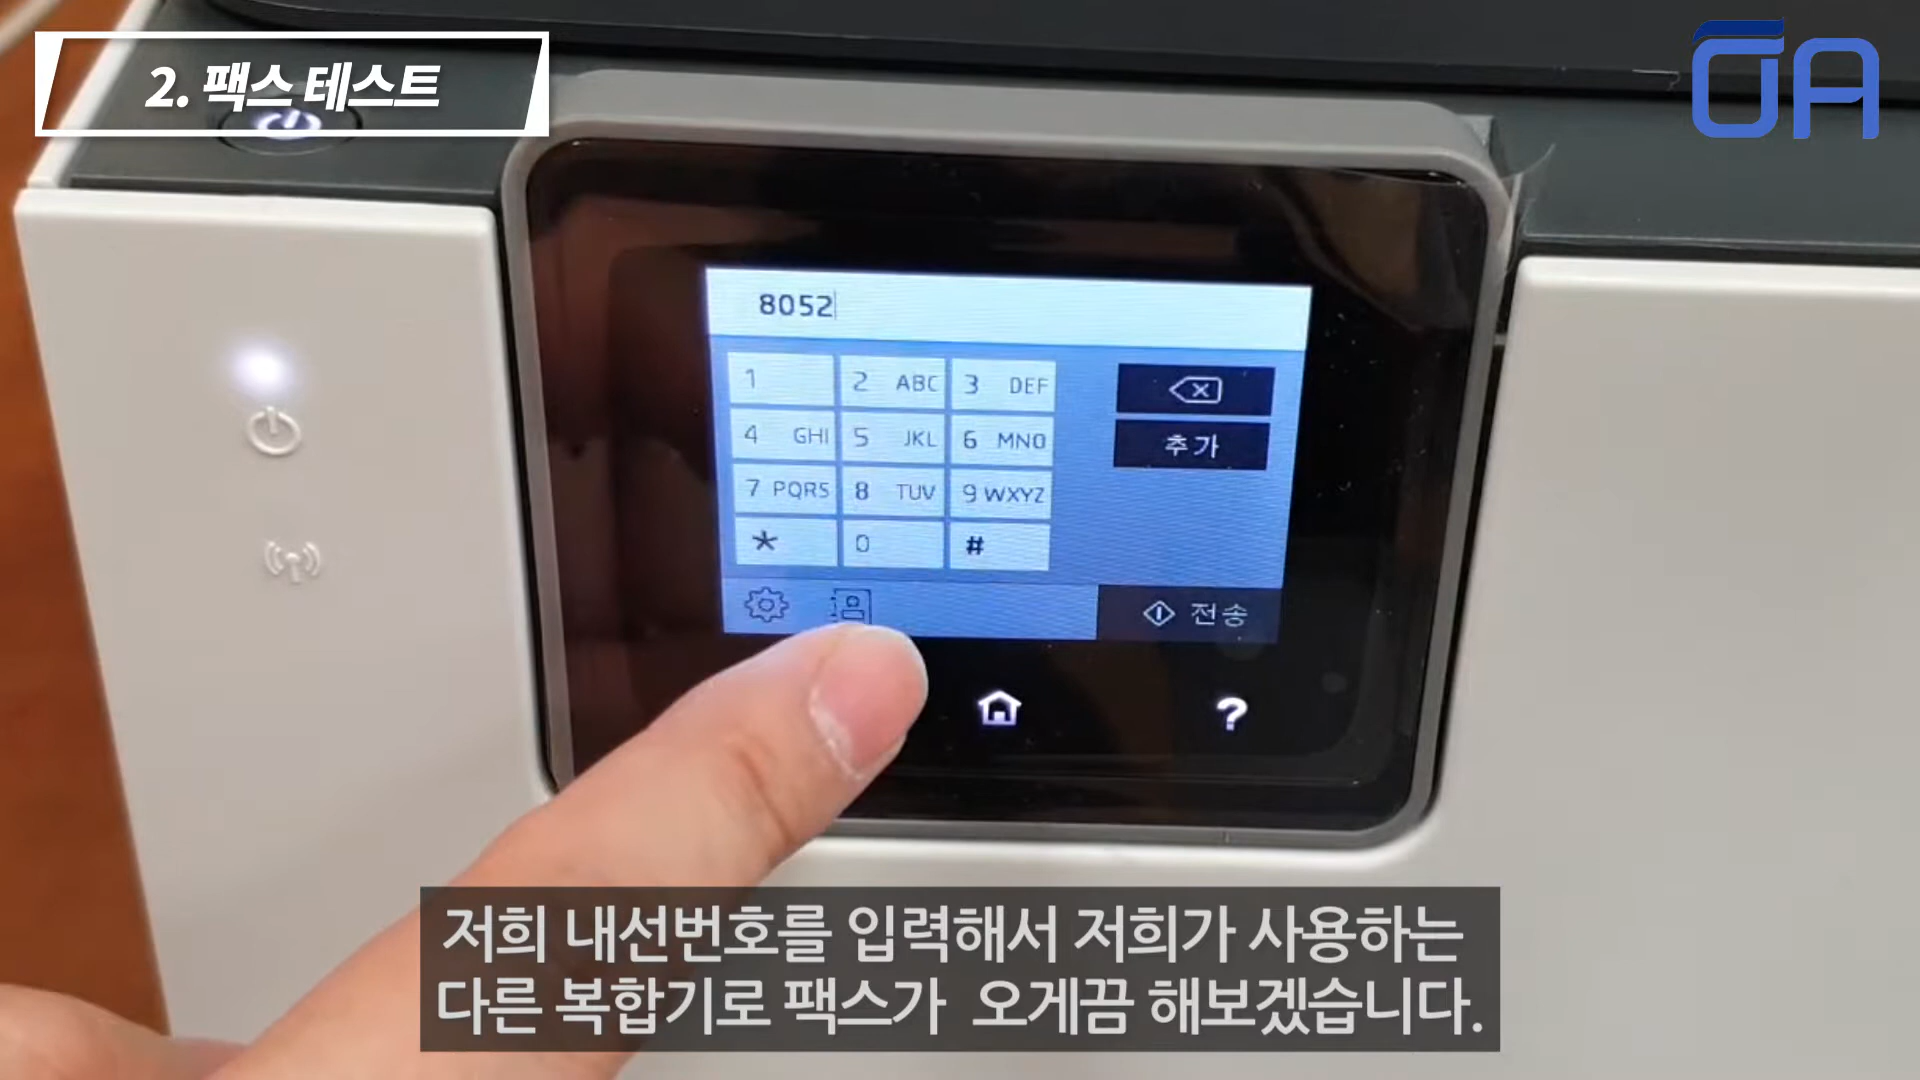 2. 팩스 테스트
GA
8052
1
2 ABC
3 DEF
4 GHI
5 JKL
6 MNO
7 PQRS
8 TUV
9 WXYZ
*
0
#
추가
전송
?
저희 내선번호를 입력해서 저희가 사용하는
다른 복합기로 팩스가 오게끔 해보겠습니다.